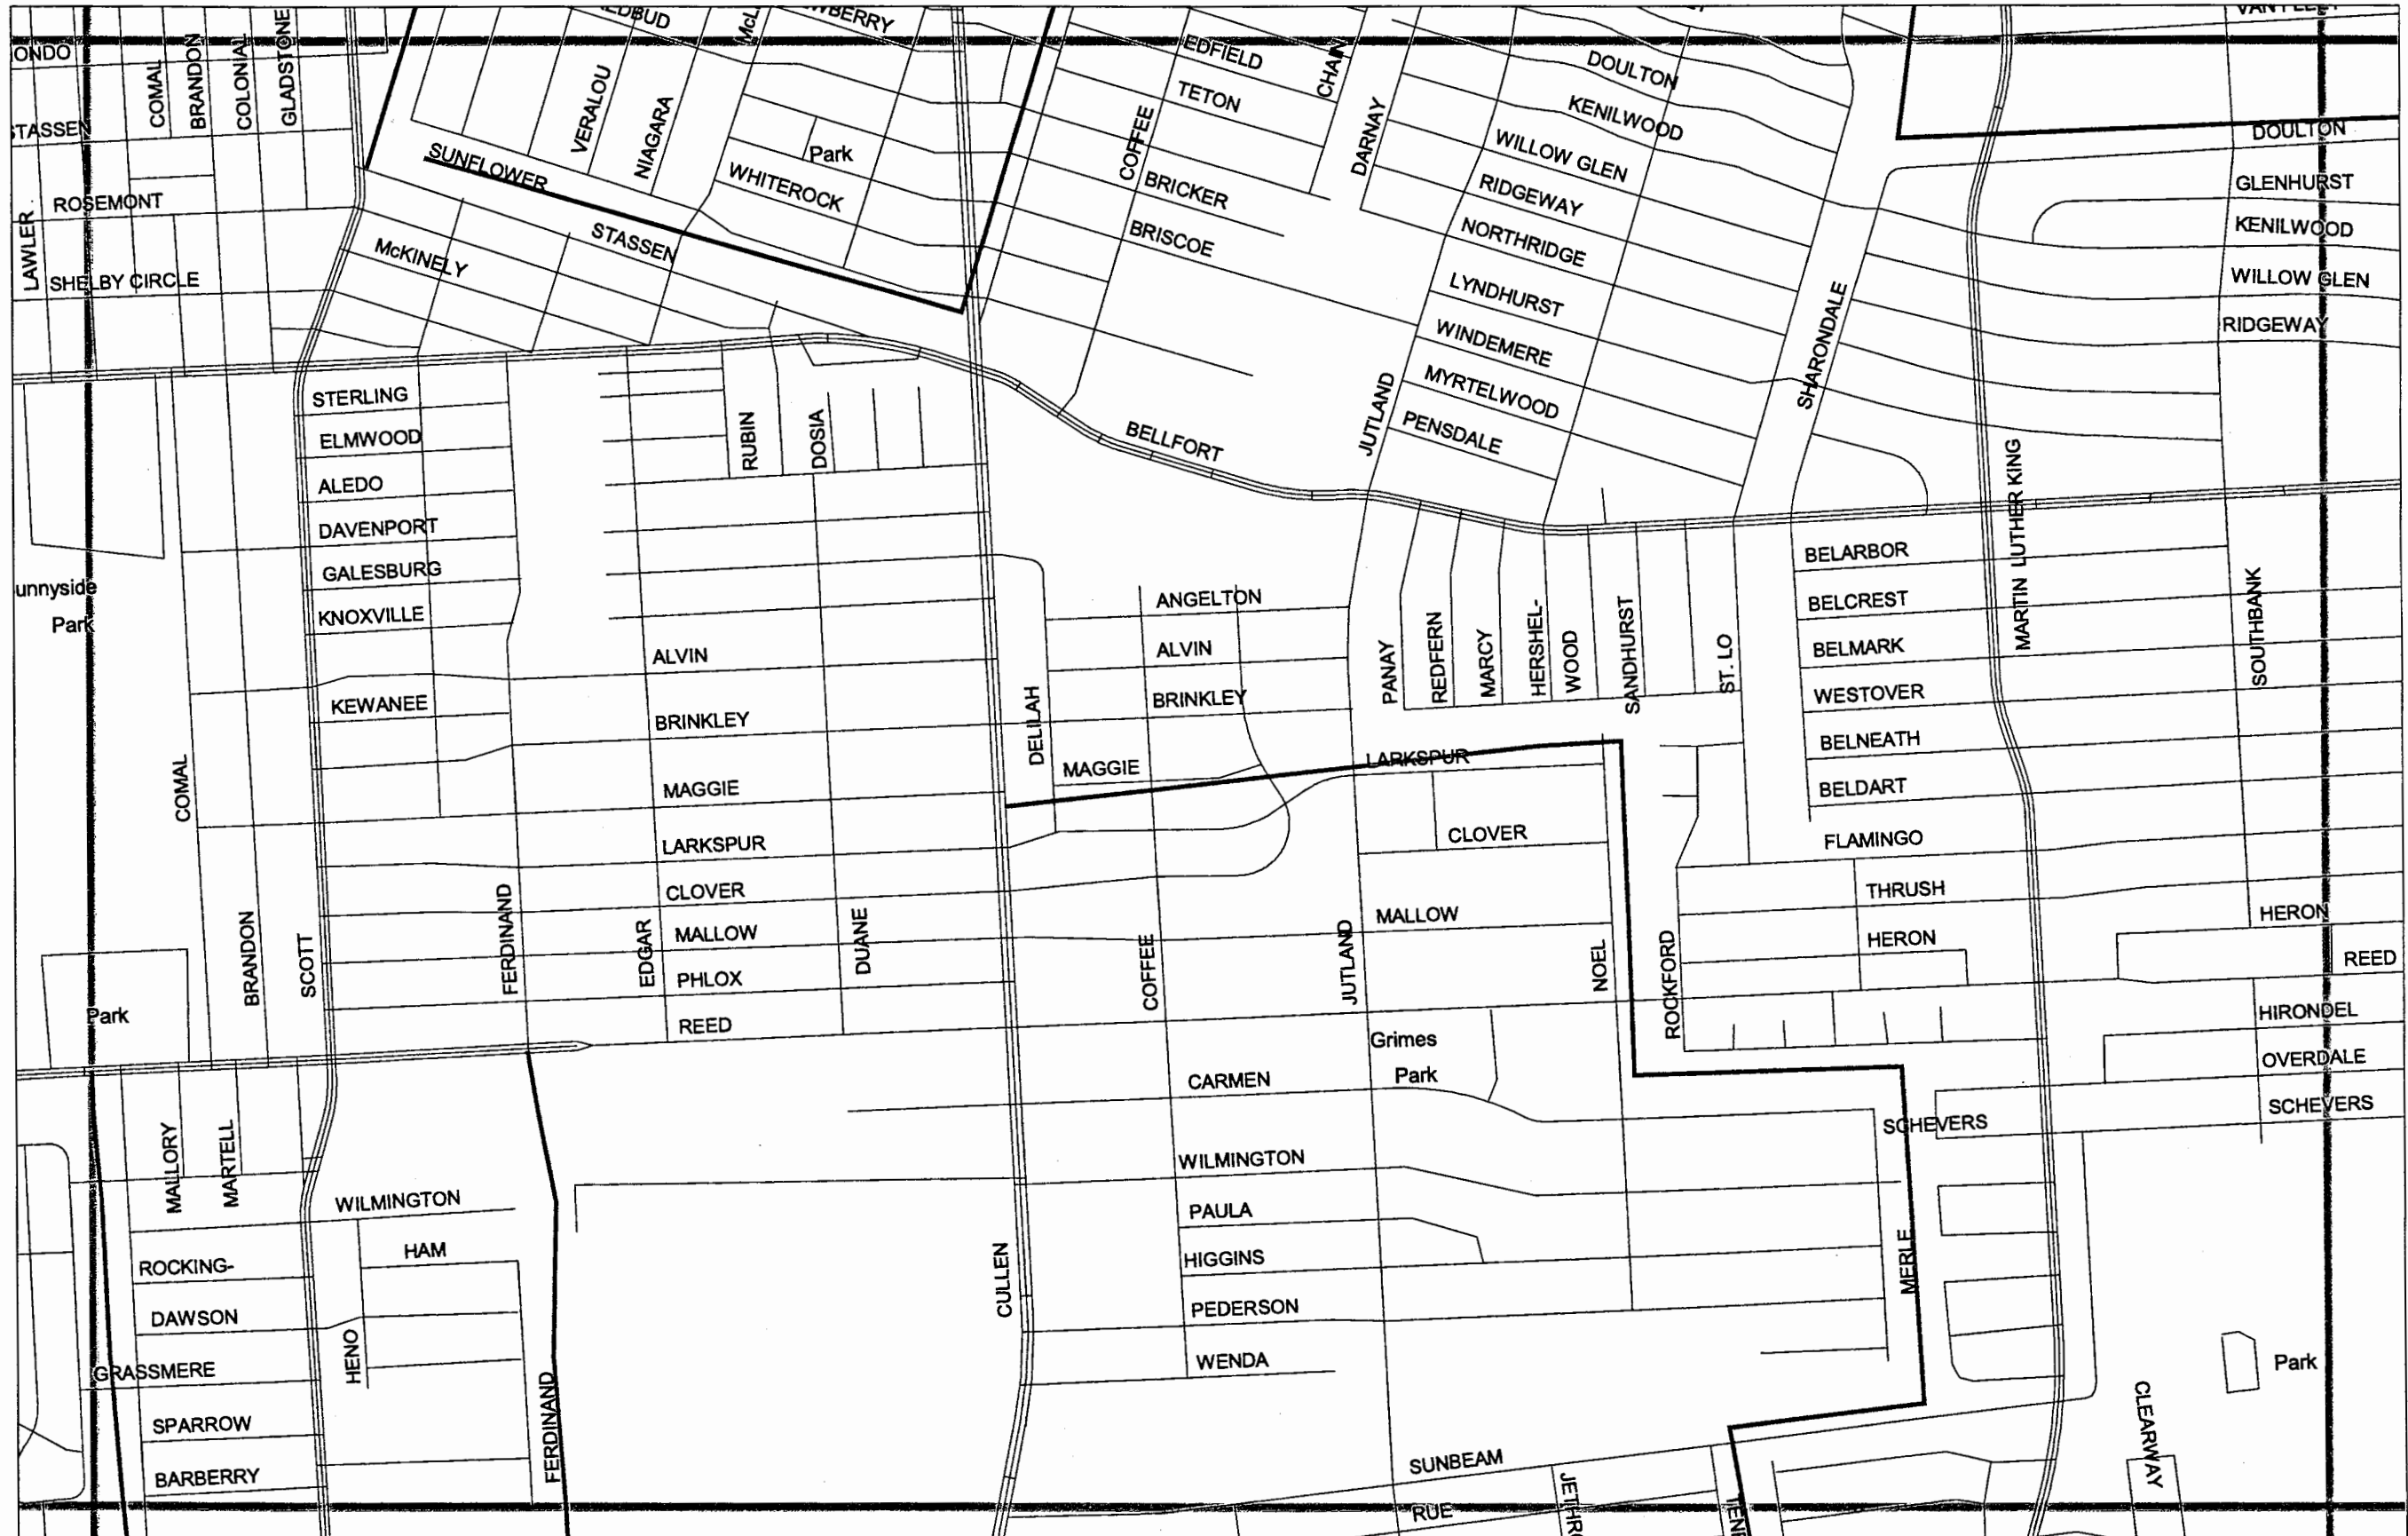 EDBUD
WBERRY
ONDO
COMAL
BRANDON
COLONIAL
GLADSTONE
VERALOU
NIAGARA
EDFIELD
TETON
CHAIN
COFFEE
DARNAY
DOULTON
KENILWOOD
WILLOW GLEN
RIDGEWAY
NORTHRIDGE
LYNDHURST
WINDEMERE
MYRTELWOOD
PENSDALE
DOULTON
GLENHURST
KENILWOOD
WILLOW GLEN
RIDGEWAY
STASSEN
ROSEMONT
LAWLER
SHELBY CIRCLE
SUNFLOWER
Park
WHITEROCK
STASSEN
McKINELY
BRICKER
BRISCOE
JUTLAND
SHARONDALE
BELLFORT
STERLING
ELMWOOD
ALEDO
DAVENPORT
GALESBURG
KNOXVILLE
KEWANEE
RUBIN
DOSIA
unnyside
Park
ALVIN
BRINKLEY
MAGGIE
LARKSPUR
CLOVER
MALLOW
PHLOX
REED
DELILAH
ANGELTON
ALVIN
BRINKLEY
MAGGIE
LARKSPUR
CLOVER
MALLOW
PANAY
REDFERN
MARCY
HERSHEL-
WOOD
SANDHURST
ST. LO
BELARBOR
BELCREST
BELMARK
WESTOVER
BELNEATH
BELDART
FLAMINGO
THRUSH
HERON
MARTIN LUTHER KING
SOUTHBANK
HERON
REED
HIRONDEL
OVERDALE
SCHEVERS
SCHEVERS
COMAL
BRANDON
SCOTT
FERDINAND
EDGAR
DUANE
COFFEE
JUTLAND
NOEL
ROCKFORD
Park
Grimes
Park
CARMEN
WILMINGTON
PAULA
HIGGINS
PEDERSON
WENDA
MALLORY
MARTELL
WILMINGTON
HAM
ROCKING-
DAWSON
GRASSMERE
SPARROW
BARBERRY
HENO
FERDINAND
CULLEN
MERLE
Park
CLEARWAY
SUNBEAM
RUE